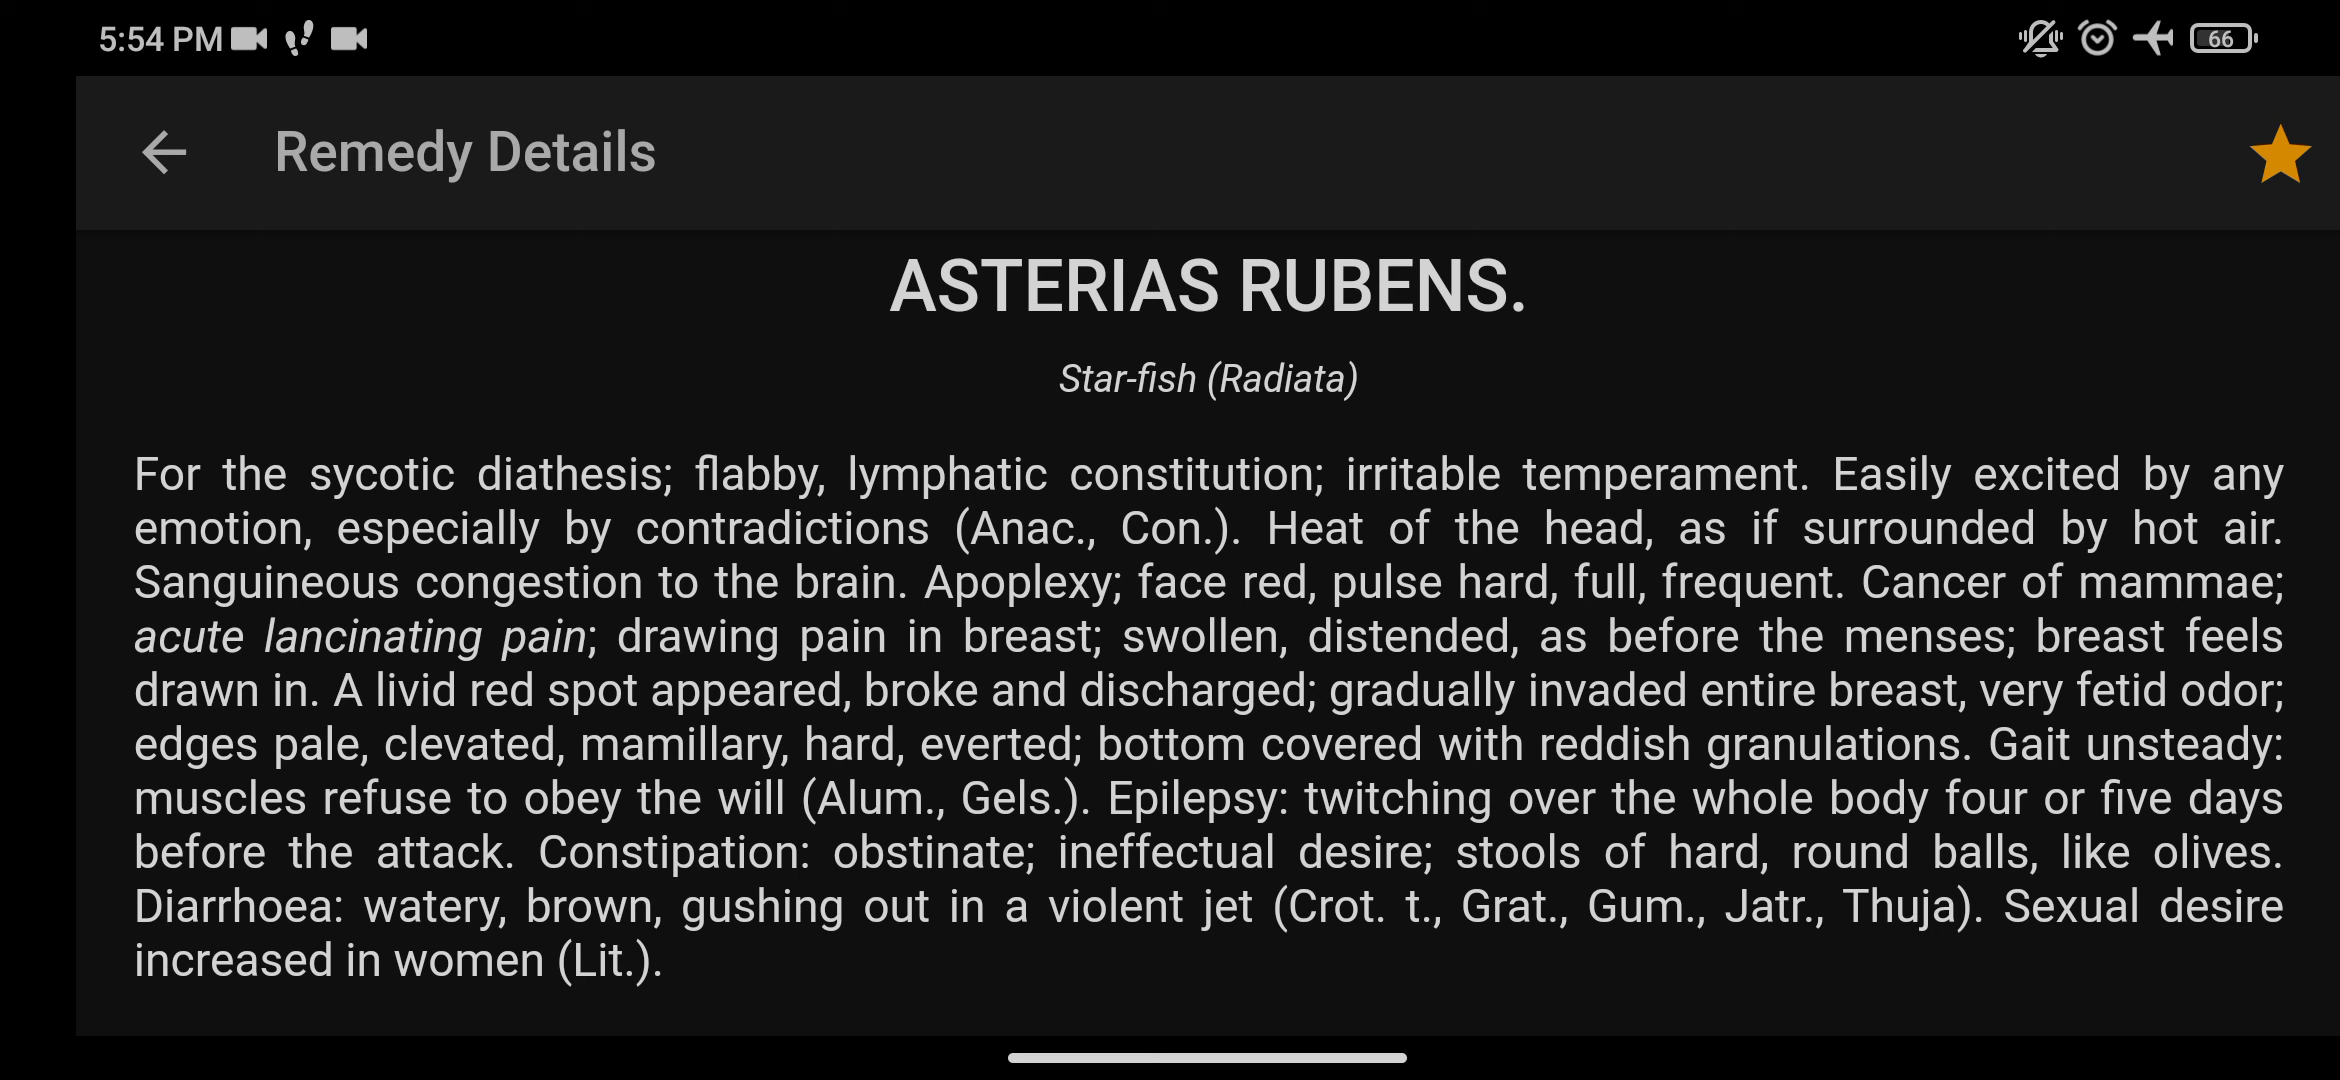 5:54 PM
66
Remedy Details
ASTERIAS RUBENS.
Star-fish (Radiata)
For the sycotic diathesis; flabby, lymphatic constitution; irritable temperament. Easily excited by any
emotion, especially by contradictions (Anac., Con.). Heat of the head, as if surrounded by hot air.
Sanguineous congestion to the brain. Apoplexy; face red, pulse hard, full, frequent. Cancer of mammae;
acute lancinating pain; drawing pain in breast; swollen, distended, as before the menses; breast feels
drawn in. A livid red spot appeared, broke and discharged; gradually invaded entire breast, very fetid odor;
edges pale, clevated, mamillary, hard, everted; bottom covered with reddish granulations. Gait unsteady:
muscles refuse to obey the will (Alum., Gels.). Epilepsy: twitching over the whole body four or five days
before the attack. Constipation: obstinate; ineffectual desire; stools of hard, round balls, like olives.
Diarrhoea: watery, brown, gushing out in a violent jet (Crot. t., Grat., Gum., Jatr., Thuja). Sexual desire
increased in women (Lit.).